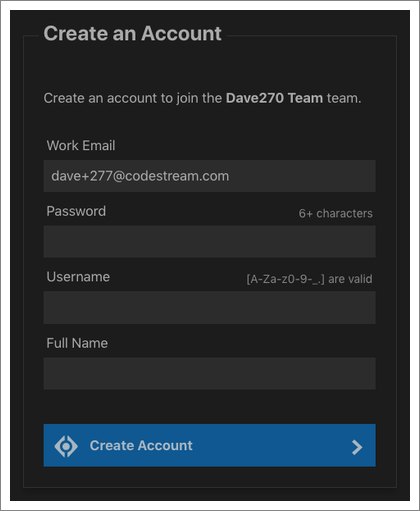 Create an Account
Create an account to join the Dave270 Team team.
Work Email
dave+277@codestream.com
Password 6+ characters
Username [A-Za-z0-9-_.] are valid
Full Name
Create Account